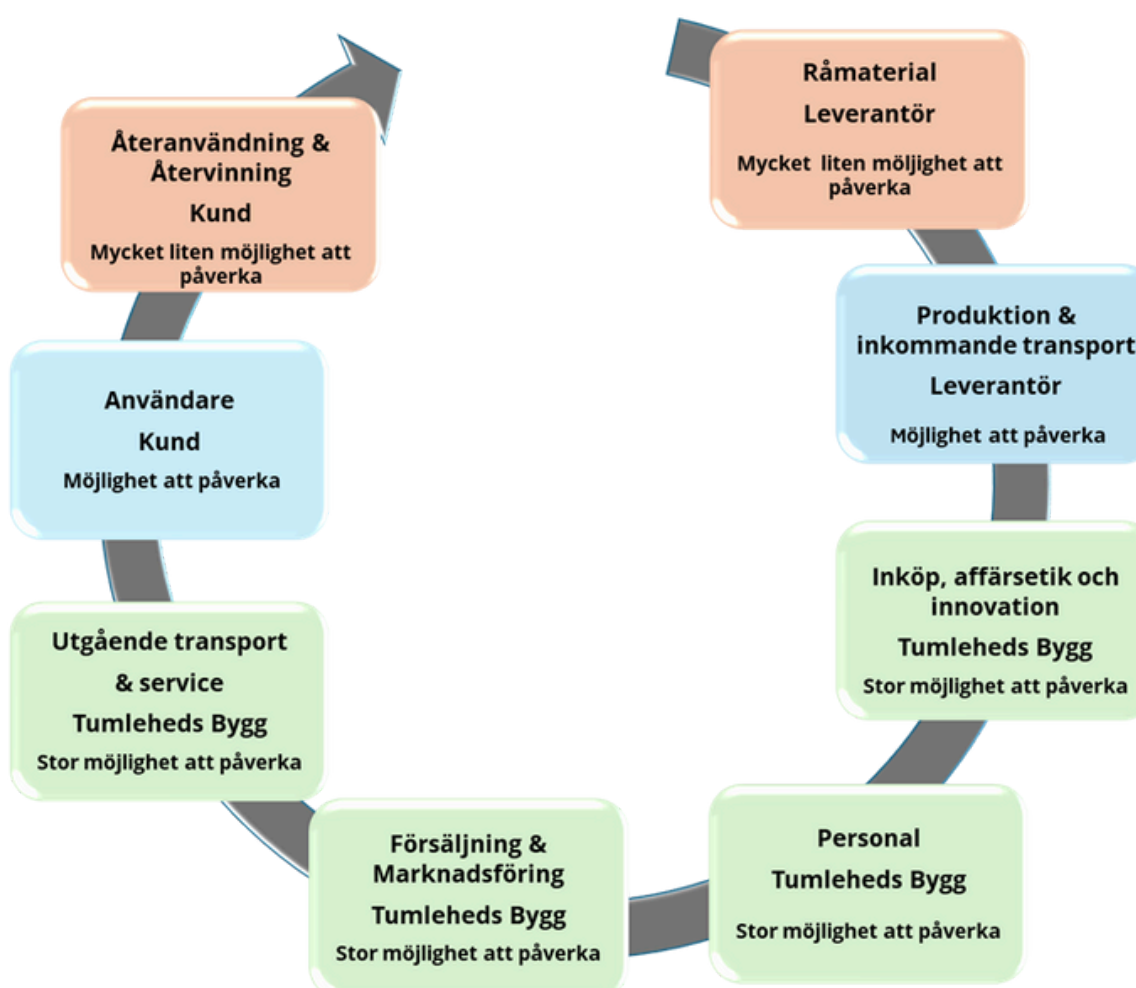 Råmaterial
Leverantör
Mycket liten möljighet att
påverka
Produktion &
inkommande transport
Leverantör
Möjlighet att påverka
Inköp, affärsetik och
innovation
Tumleheds Bygg
Stor möjlighet att påverka
Personal
Tumleheds Bygg
Stor möjlighet att påverka
Försäljning &
Marknadsföring
Tumleheds Bygg
Stor möjlighet att påverka
Utgående transport
& service
Tumleheds Bygg
Stor möjlighet att påverka
Användare
Kund
Möjlighet att påverka
Återanvändning &
Återvinning
Kund
Mycket liten möjlighet att
påverka